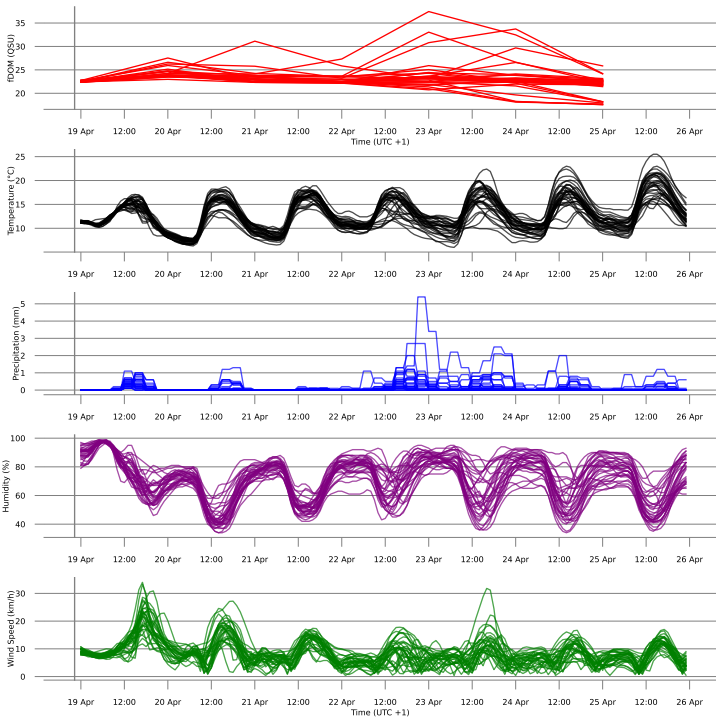 35
30
25
20
fDOM (QSU)
19 Apr 12:00 20 Apr 12:00 21 Apr 12:00 22 Apr 12:00 23 Apr 12:00 24 Apr 12:00 25 Apr 12:00 26 Apr
Time (UTC +1)
25
20
15
10
Temperature (°C)
19 Apr 12:00 20 Apr 12:00 21 Apr 12:00 22 Apr 12:00 23 Apr 12:00 24 Apr 12:00 25 Apr 12:00 26 Apr
5
4
3
2
1
0
Precipitation (mm)
19 Apr 12:00 20 Apr 12:00 21 Apr 12:00 22 Apr 12:00 23 Apr 12:00 24 Apr 12:00 25 Apr 12:00 26 Apr
100
80
60
40
Humidity (%)
19 Apr 12:00 20 Apr 12:00 21 Apr 12:00 22 Apr 12:00 23 Apr 12:00 24 Apr 12:00 25 Apr 12:00 26 Apr
30
20
10
0
Wind Speed (km/h)
19 Apr 12:00 20 Apr 12:00 21 Apr 12:00 22 Apr 12:00 23 Apr 12:00 24 Apr 12:00 25 Apr 12:00 26 Apr
Time (UTC +1)